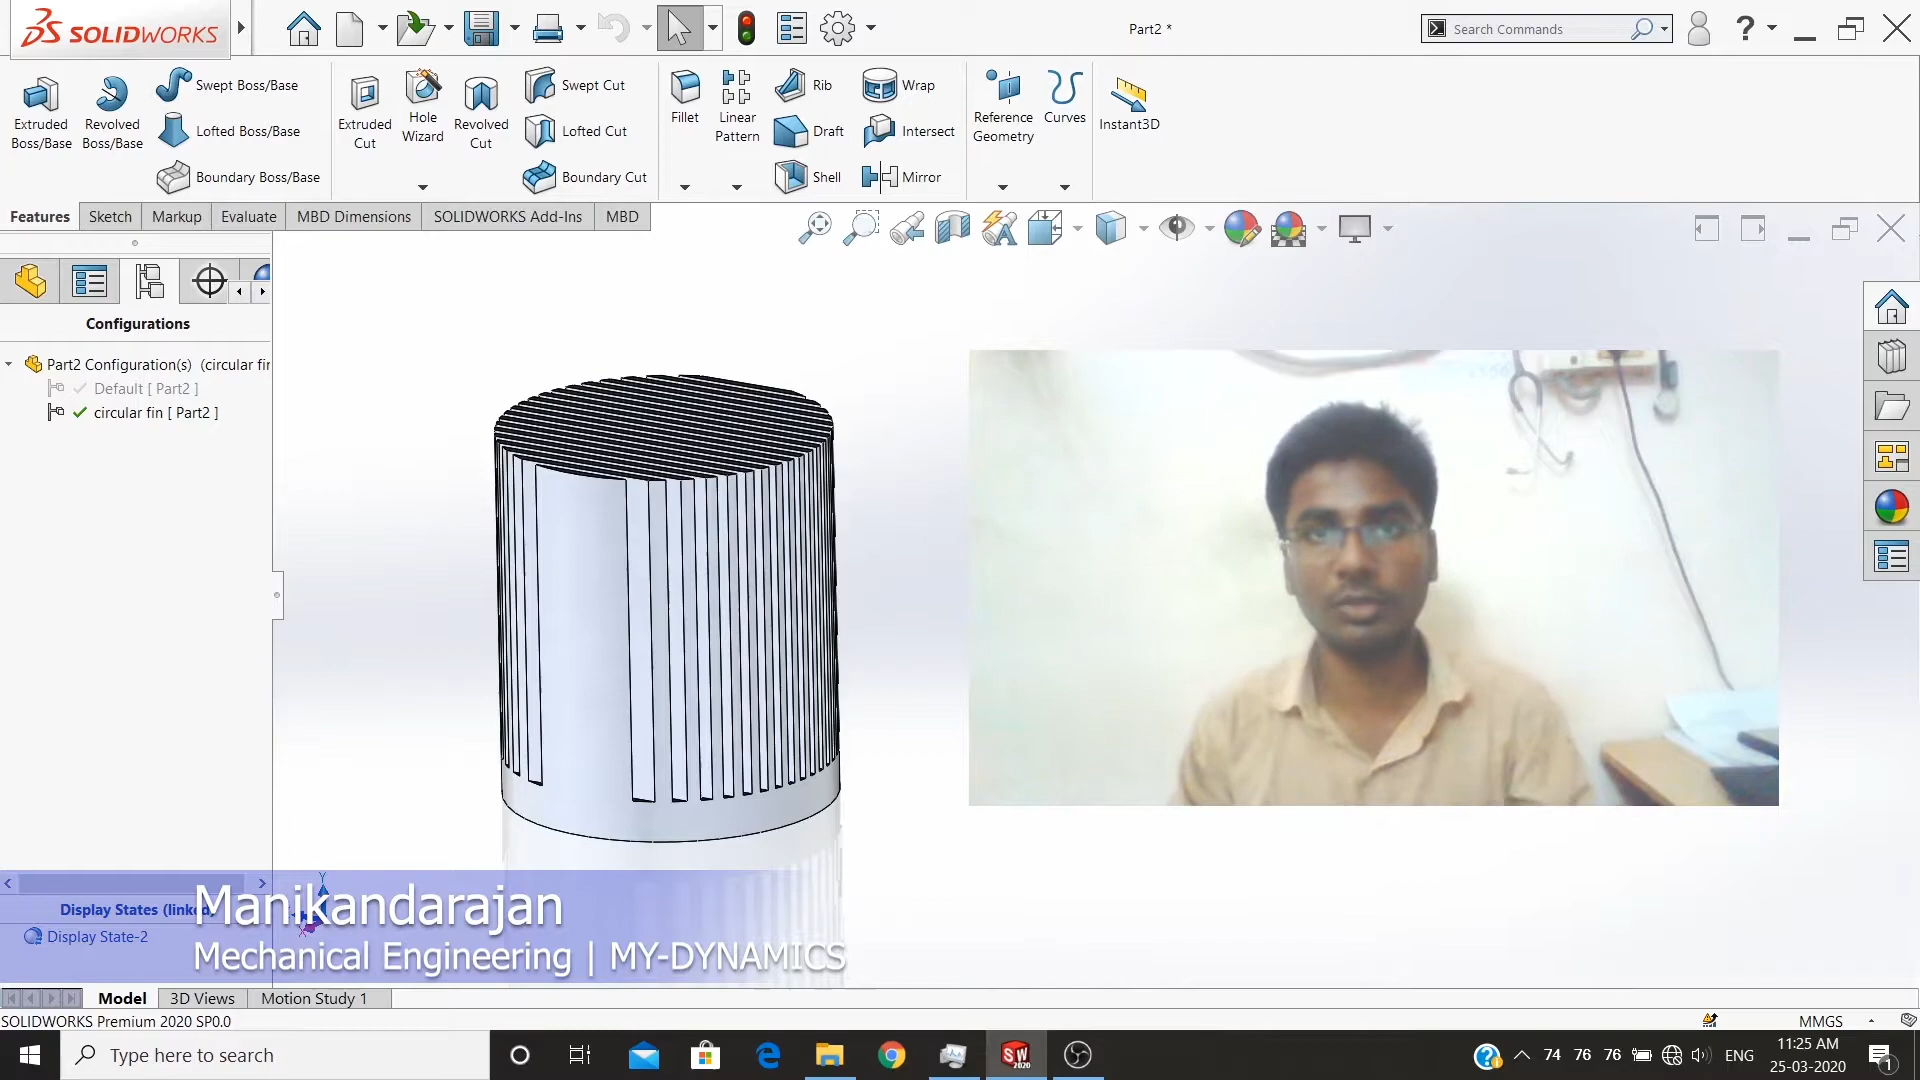 SOLIDWORKS
Part2 *
Search Commands
?
Extruded Boss/Base
Revolved Boss/Base
Swept Boss/Base
Lofted Boss/Base
Boundary Boss/Base
Extruded Cut
Hole Wizard
Revolved Cut
Swept Cut
Lofted Cut
Boundary Cut
Fillet
Linear Pattern
Rib
Draft
Shell
Wrap
Intersect
Mirror
Reference Geometry
Curves
Instant3D
Features
Sketch
Markup
Evaluate
MBD Dimensions
SOLIDWORKS Add-Ins
MBD
Configurations
Part2 Configuration(s) (circular fin
Default [ Part2 ]
circular fin [ Part2 ]
Display States (linked)
Display State-2
Manikandarajan
Mechanical Engineering | MY-DYNAMICS
Model
3D Views
Motion Study 1
SOLIDWORKS Premium 2020 SP0.0
MMGS
Type here to search
74 76 76
ENG
11:25 AM
25-03-2020
1